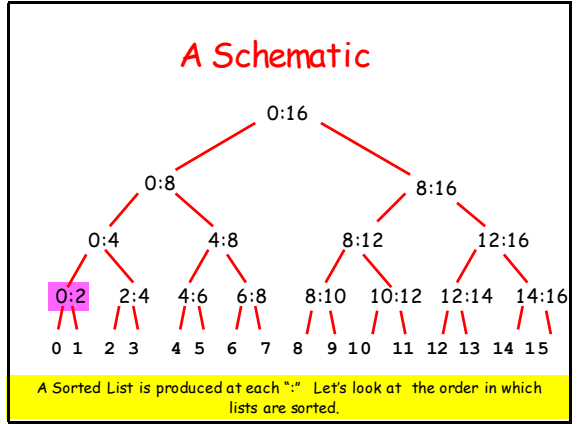 A Schematic
0:16
0:8 8:16
0:4 4:8 8:12 12:16
0:2 2:4 4:6 6:8 8:10 10:12 12:14 14:16
0 1 2 3 4 5 6 7 8 9 10 11 12 13 14 15
A Sorted List is produced at each “:” Let’s look at the order in which
lists are sorted.